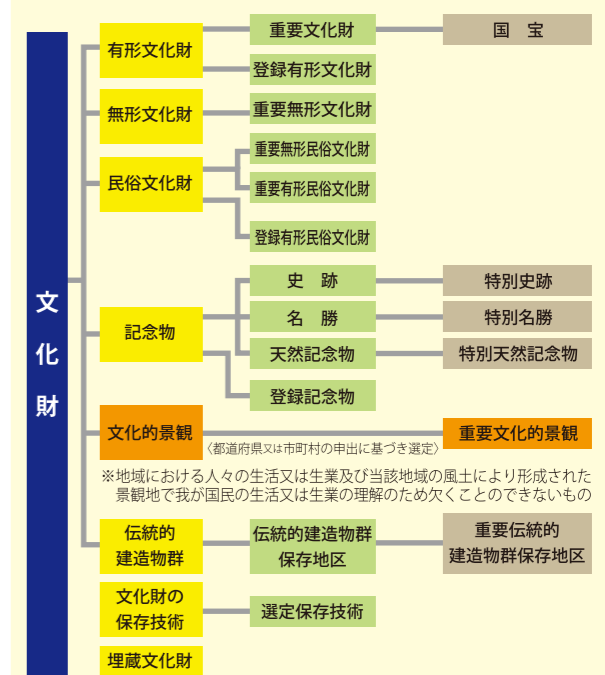 文化財
有形文化財
重要文化財
国　宝
登録有形文化財
無形文化財
重要無形文化財
民俗文化財
重要無形民俗文化財
重要有形民俗文化財
登録有形民俗文化財
記念物
史　跡
特別史跡
名　勝
特別名勝
天然記念物
特別天然記念物
登録記念物
文化的景観
〈都道府県又は市町村の申出に基づき選定〉
重要文化的景観
※地域における人々の生活又は生業及び当該地域の風土により形成された
景観地で我が国民の生活又は生業の理解のため欠くことのできないもの
伝統的
建造物群
伝統的建造物群
保存地区
重要伝統的
建造物群保存地区
文化財の
保存技術
選定保存技術
埋蔵文化財